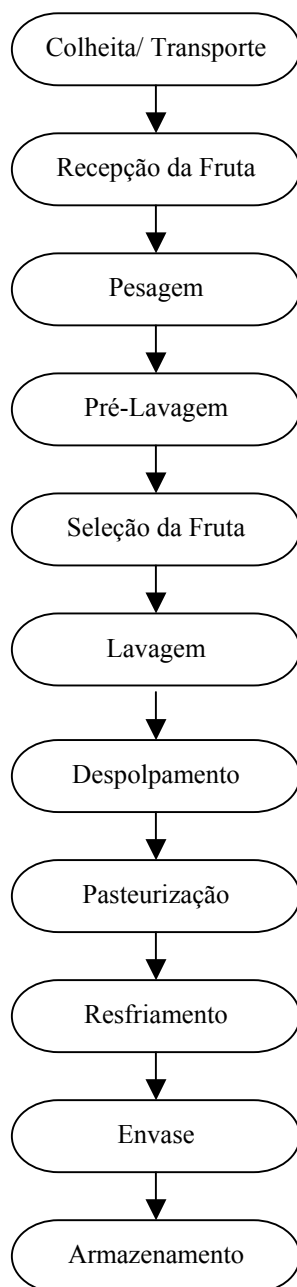 Colheita/ Transporte
Recepção da Fruta
Pesagem
Pré-Lavagem
Seleção da Fruta
Lavagem
Despolpamento
Pasteurização
Resfriamento
Envase
Armazenamento